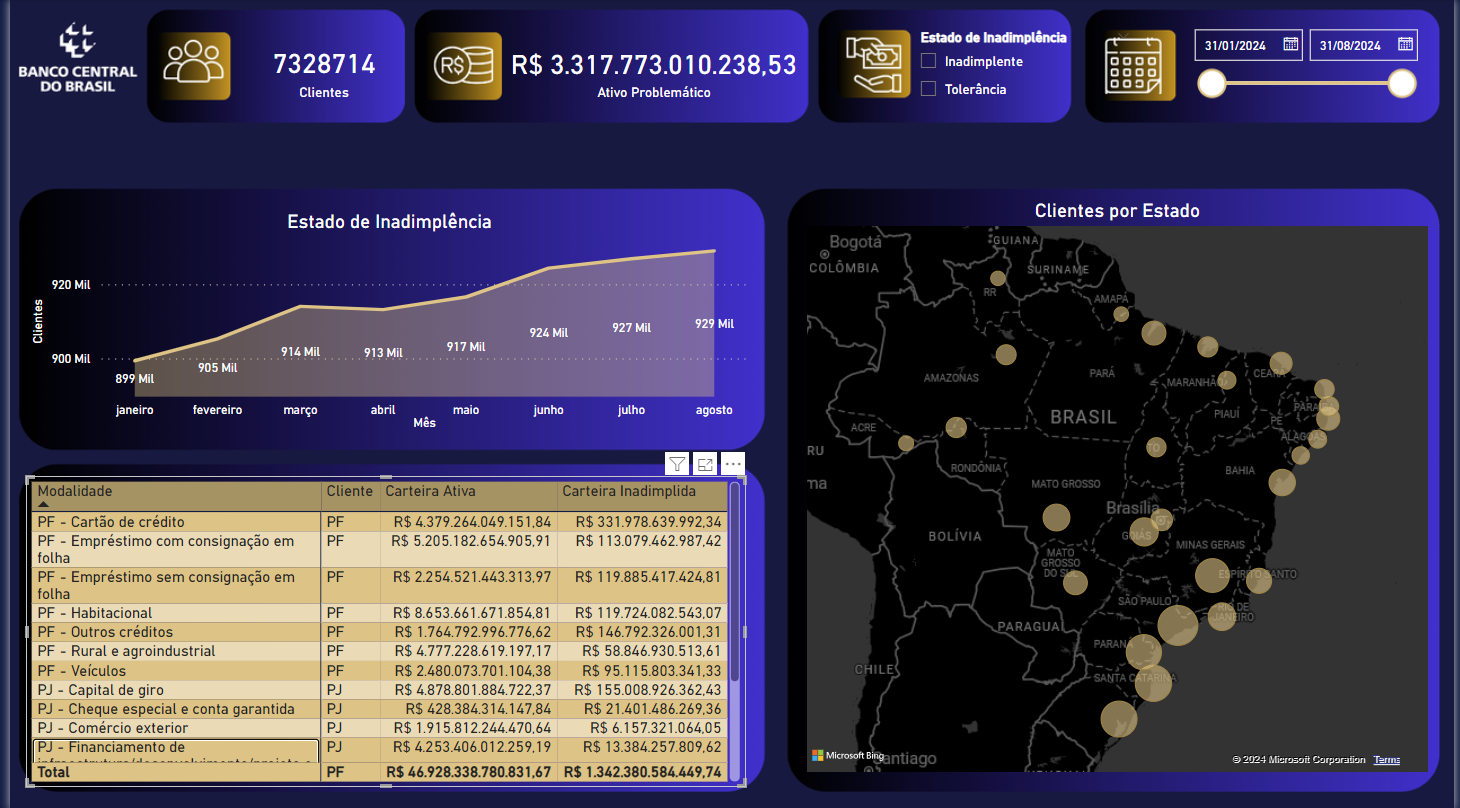 BANCO CENTRAL
DO BRASIL
7328714
Clientes
R$ 3.317.773.010.238,53
Ativo Problemático
Estado de Inadimplência
Inadimplente
Tolerância
31/01/2024
31/08/2024
Estado de Inadimplência
Clientes
920 Mil
900 Mil
899 Mil
905 Mil
914 Mil
913 Mil
917 Mil
924 Mil
927 Mil
929 Mil
janeiro fevereiro março abril maio junho julho agosto
Mês
Modalidade Cliente Carteira Ativa Carteira Inadimplida
PF - Cartão de crédito PF R$ 4.379.264.049.151,84 R$ 331.978.639.992,34
PF - Empréstimo com consignação em PF R$ 5.205.182.654.905,91 R$ 113.079.462.987,42
folha
PF - Empréstimo sem consignação em PF R$ 2.254.521.443.313,97 R$ 119.885.417.424,81
folha
PF - Habitacional PF R$ 8.653.661.671.854,81 R$ 119.724.082.543,07
PF - Outros créditos PF R$ 1.764.792.996.776,62 R$ 146.792.326.001,31
PF - Rural e agroindustrial PF R$ 4.777.228.619.197,17 R$ 58.846.930.513,61
PF - Veículos PF R$ 2.480.073.701.104,38 R$ 95.115.803.341,33
PJ - Capital de giro PJ R$ 4.878.801.884.722,37 R$ 155.008.926.362,43
PJ - Cheque especial e conta garantida PJ R$ 428.384.314.147,84 R$ 21.401.486.269,36
PJ - Comércio exterior PJ R$ 1.915.812.244.470,64 R$ 6.157.321.064,05
PJ - Financiamento de PJ R$ 4.253.406.012.259,19 R$ 13.384.257.809,62
Total PF R$ 46.928.338.780.831,67 R$ 1.342.380.584.449,74
Clientes por Estado
Bogotá
GUIANA
COLÔMBIA
SURINAME
RR
AMAPÁ
AMAZONAS
PARÁ
MARANHÃO
CEARÁ
BRASIL
PIAUÍ
PE
ACRE
ALAGOAS
RU
TO
RONDÔNIA
BAHIA
ma
MATO GROSSO
Brasília
BOLÍVIA
GOIÁS
MINAS GERAIS
MATO
GROSSO
DO SUL
ESPÍRITO SANTO
SÃO PAULO
RIO DE
JANEIRO
PARAGUAI
PARANÁ
CHILE
SANTA CATARINA
Microsoft Bing
Santiago
© 2024 Microsoft Corporation Terms